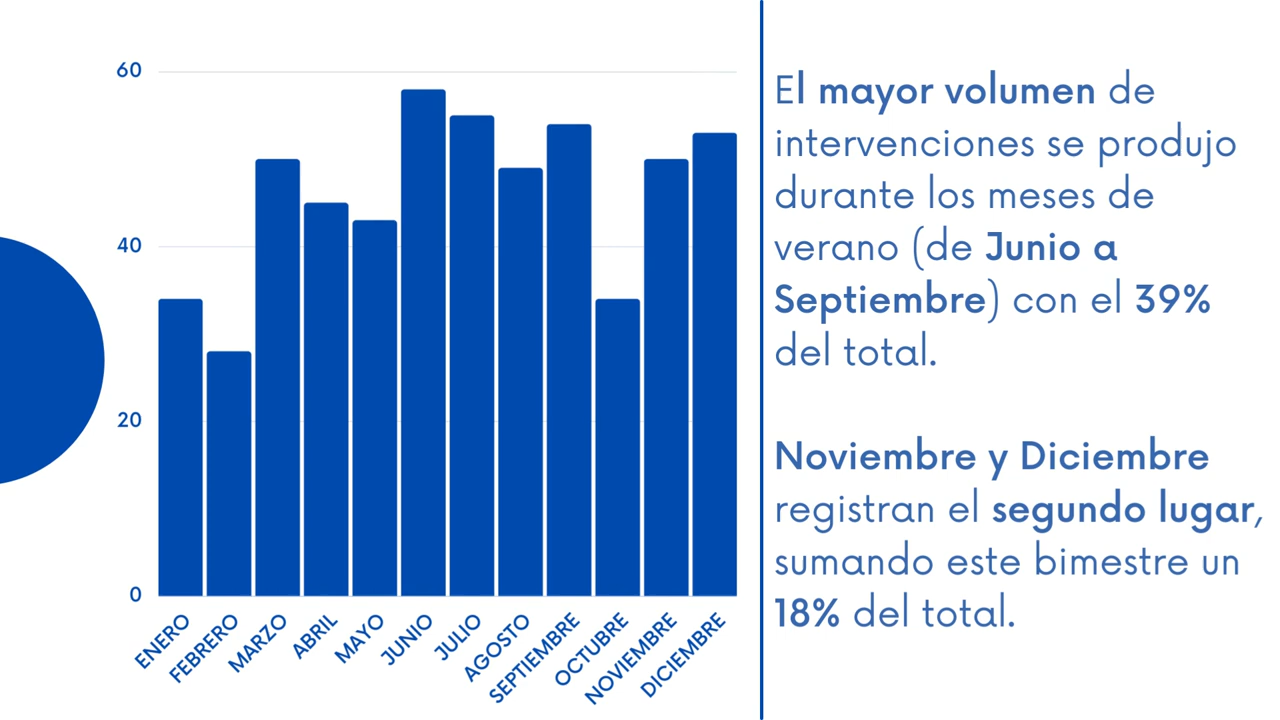 60
40
20
0
ENERO
FEBRERO
MARZO
ABRIL
MAYO
JUNIO
JULIO
AGOSTO
SEPTIEMBRE
OCTUBRE
NOVIEMBRE
DICIEMBRE
El mayor volumen de
intervenciones se produjo
durante los meses de
verano (de Junio a
Septiembre) con el 39%
del total.
Noviembre y Diciembre
registran el segundo lugar,
sumando este bimestre un
18% del total.